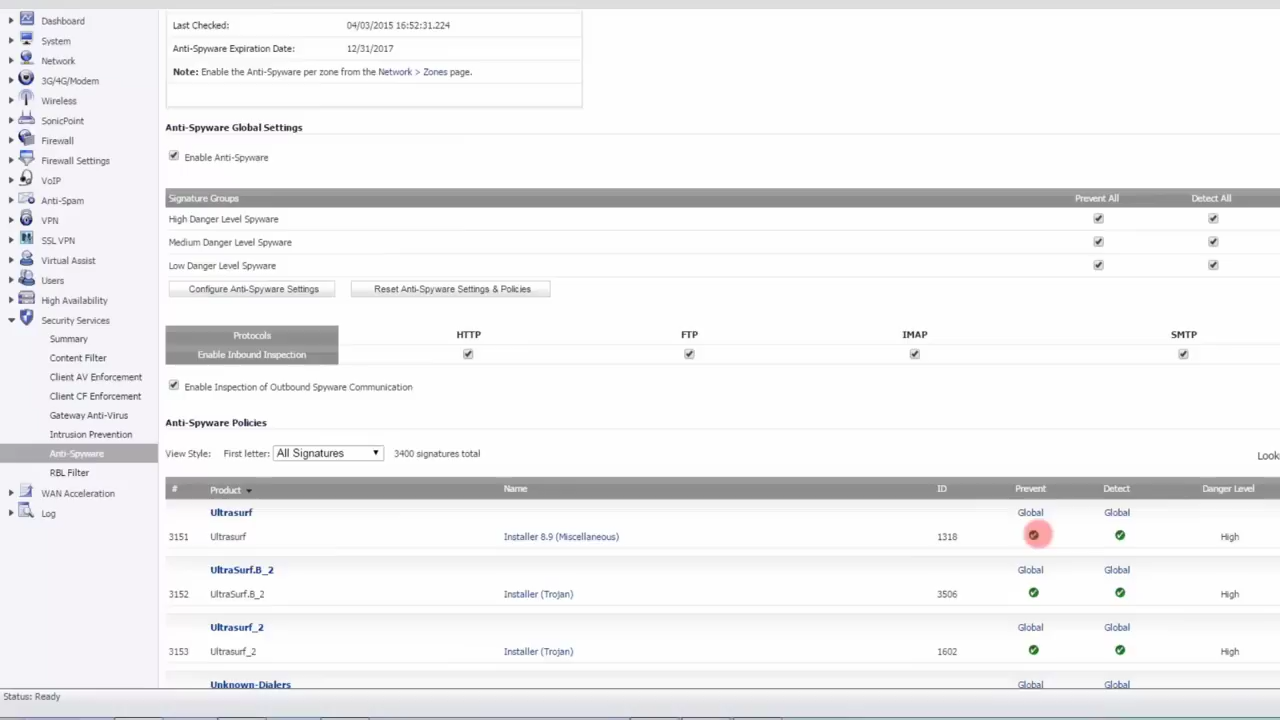 Dashboard
System
Network
3G/4G/Modem
Wireless
SonicPoint
Firewall
Firewall Settings
VoIP
Anti-Spam
VPN
SSL VPN
Virtual Assist
Users
High Availability
Security Services
Summary
Content Filter
Client AV Enforcement
Client CF Enforcement
Gateway Anti-Virus
Intrusion Prevention
Anti-Spyware
RBL Filter
WAN Acceleration
Log
Last Checked: 04/03/2015 16:52:31.224
Anti-Spyware Expiration Date: 12/31/2017
Note: Enable the Anti-Spyware per zone from the Network > Zones page.
Anti-Spyware Global Settings
Enable Anti-Spyware
Signature Groups Prevent All Detect All
High Danger Level Spyware
Medium Danger Level Spyware
Low Danger Level Spyware
Configure Anti-Spyware Settings Reset Anti-Spyware Settings & Policies
Protocols HTTP FTP IMAP SMTP
Enable Inbound Inspection
Enable Inspection of Outbound Spyware Communication
Anti-Spyware Policies
View Style: First letter: All Signatures 3400 signatures total Look
# Product Name ID Prevent Detect Danger Level
Ultrasurf Global Global
3151 Ultrasurf Installer 8.9 (Miscellaneous) 1318 High
UltraSurf.B_2 Global Global
3152 UltraSurf.B_2 Installer (Trojan) 3506 High
Ultrasurf_2 Global Global
3153 Ultrasurf_2 Installer (Trojan) 1602 High
Unknown-Dialers Global Global
Status: Ready